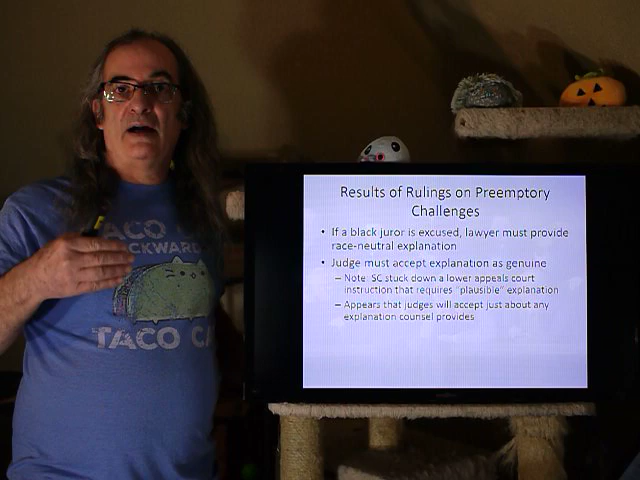 TACO C
CKWARD
TACO CA
Results of Rulings on Preemptory
Challenges
• If a black juror is excused, lawyer must provide
race-neutral explanation
• Judge must accept explanation as genuine
– Note: SC stuck down a lower appeals court
instruction that requires "plausible" explanation
– Appears that judges will accept just about any
explanation counsel provides